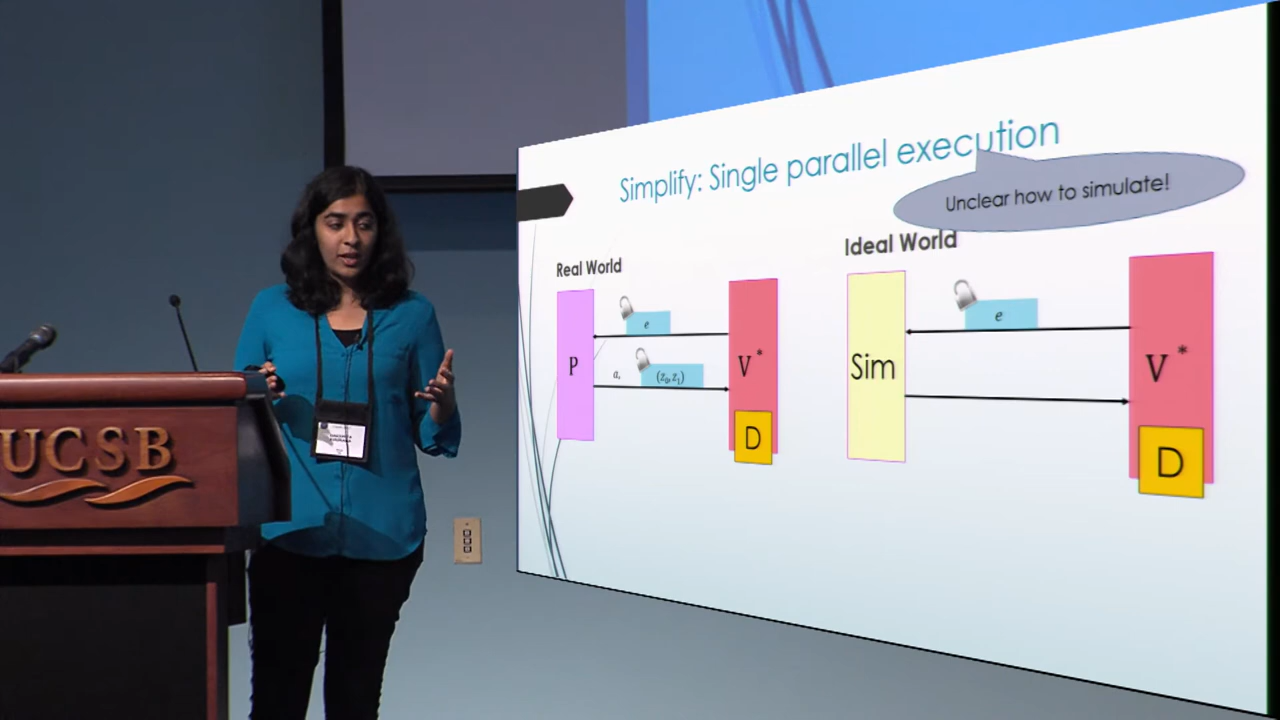 Simplify: Single parallel execution
Unclear how to simulate!
Real World
Ideal World
e
e
P
a,
(z₀,z₁)
V*
Sim
V*
D
D
UCSB